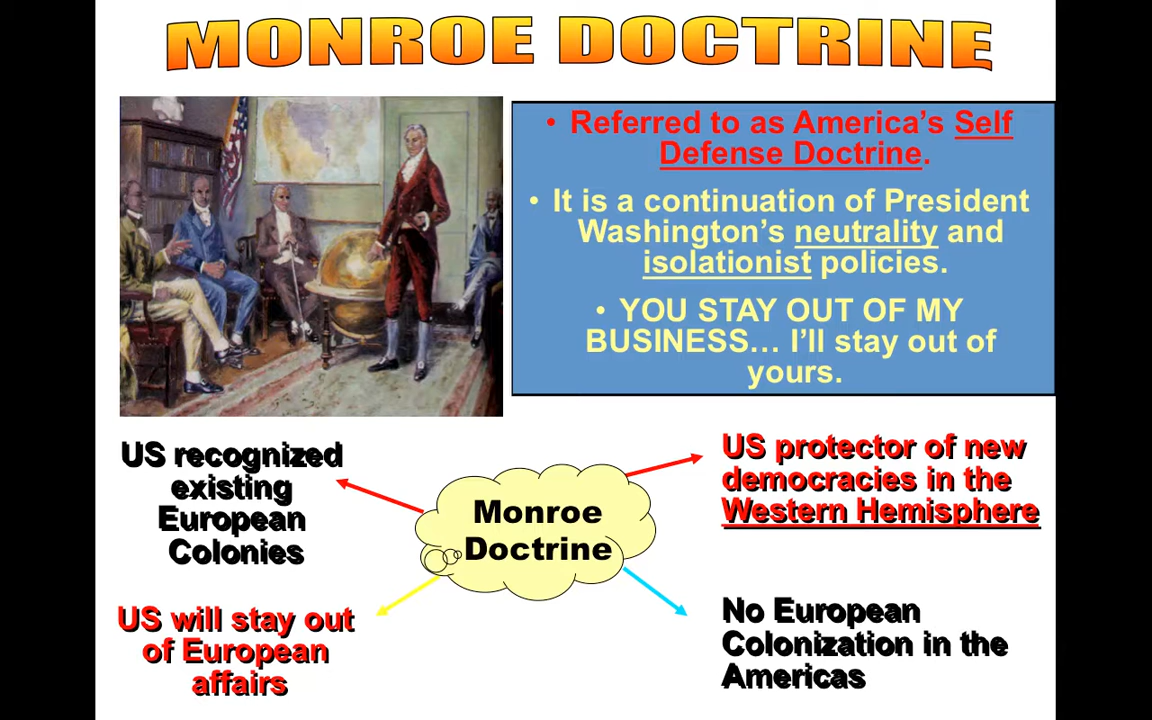 MONROE DOCTRINE
• Referred to as America's Self
Defense Doctrine.
• It is a continuation of President
Washington's neutrality and
isolationist policies.
• YOU STAY OUT OF MY
BUSINESS… I'll stay out of
yours.
US recognized
existing
European
Colonies
US protector of new
democracies in the
Western Hemisphere
Monroe
Doctrine
US will stay out
of European
affairs
No European
Colonization in the
Americas